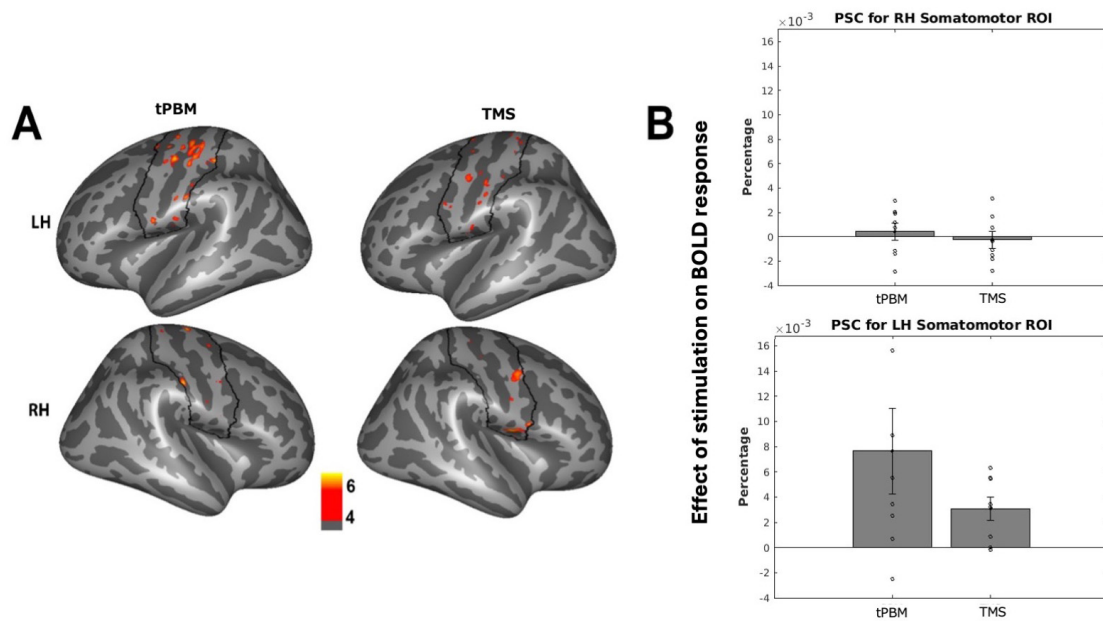 A
tPBM
TMS
LH
RH
6
4
B
Effect of stimulation on BOLD response
PSC for RH Somatomotor ROI
×10⁻³
16
14
12
10
8
6
4
2
0
-2
-4
Percentage
tPBM
TMS
PSC for LH Somatomotor ROI
×10⁻³
16
14
12
10
8
6
4
2
0
-2
-4
Percentage
tPBM
TMS